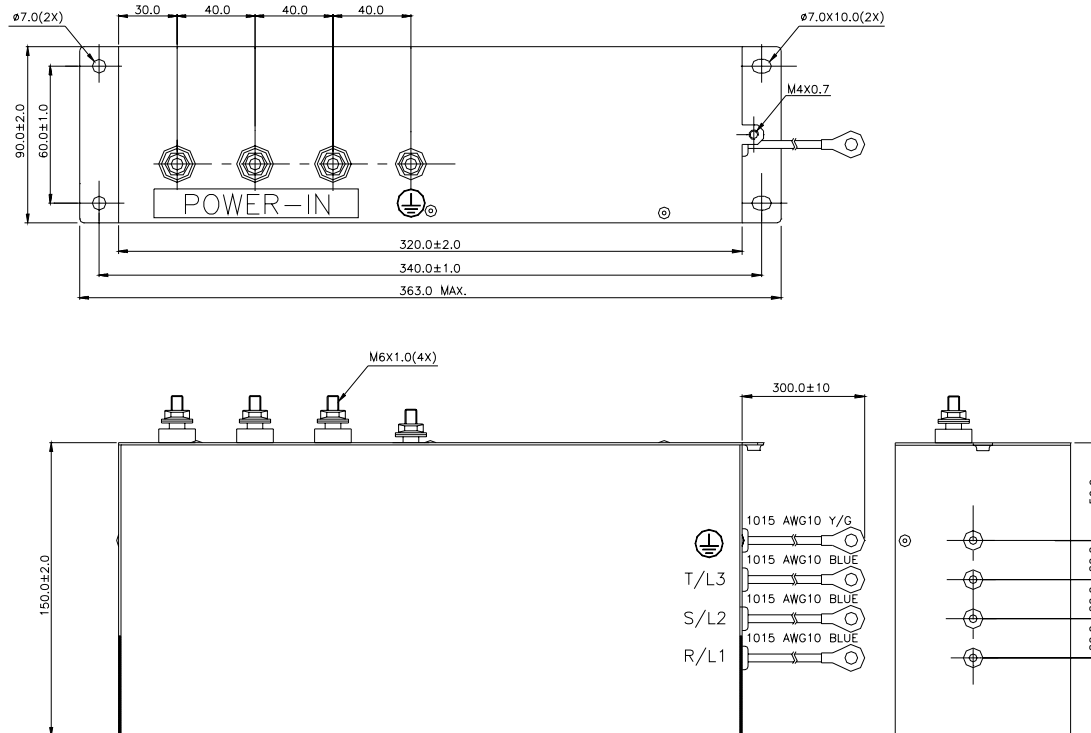 30.0 40.0 40.0 40.0
ø7.0(2X)
ø7.0X10.0(2X)
M4X0.7
90.0±2.0
60.0±1.0
POWER-IN
320.0±2.0
340.0±1.0
363.0 MAX.
M6X1.0(4X)
300.0±10
150.0±2.0
1015 AWG10 Y/G
T/L3 1015 AWG10 BLUE
S/L2 1015 AWG10 BLUE
R/L1 1015 AWG10 BLUE